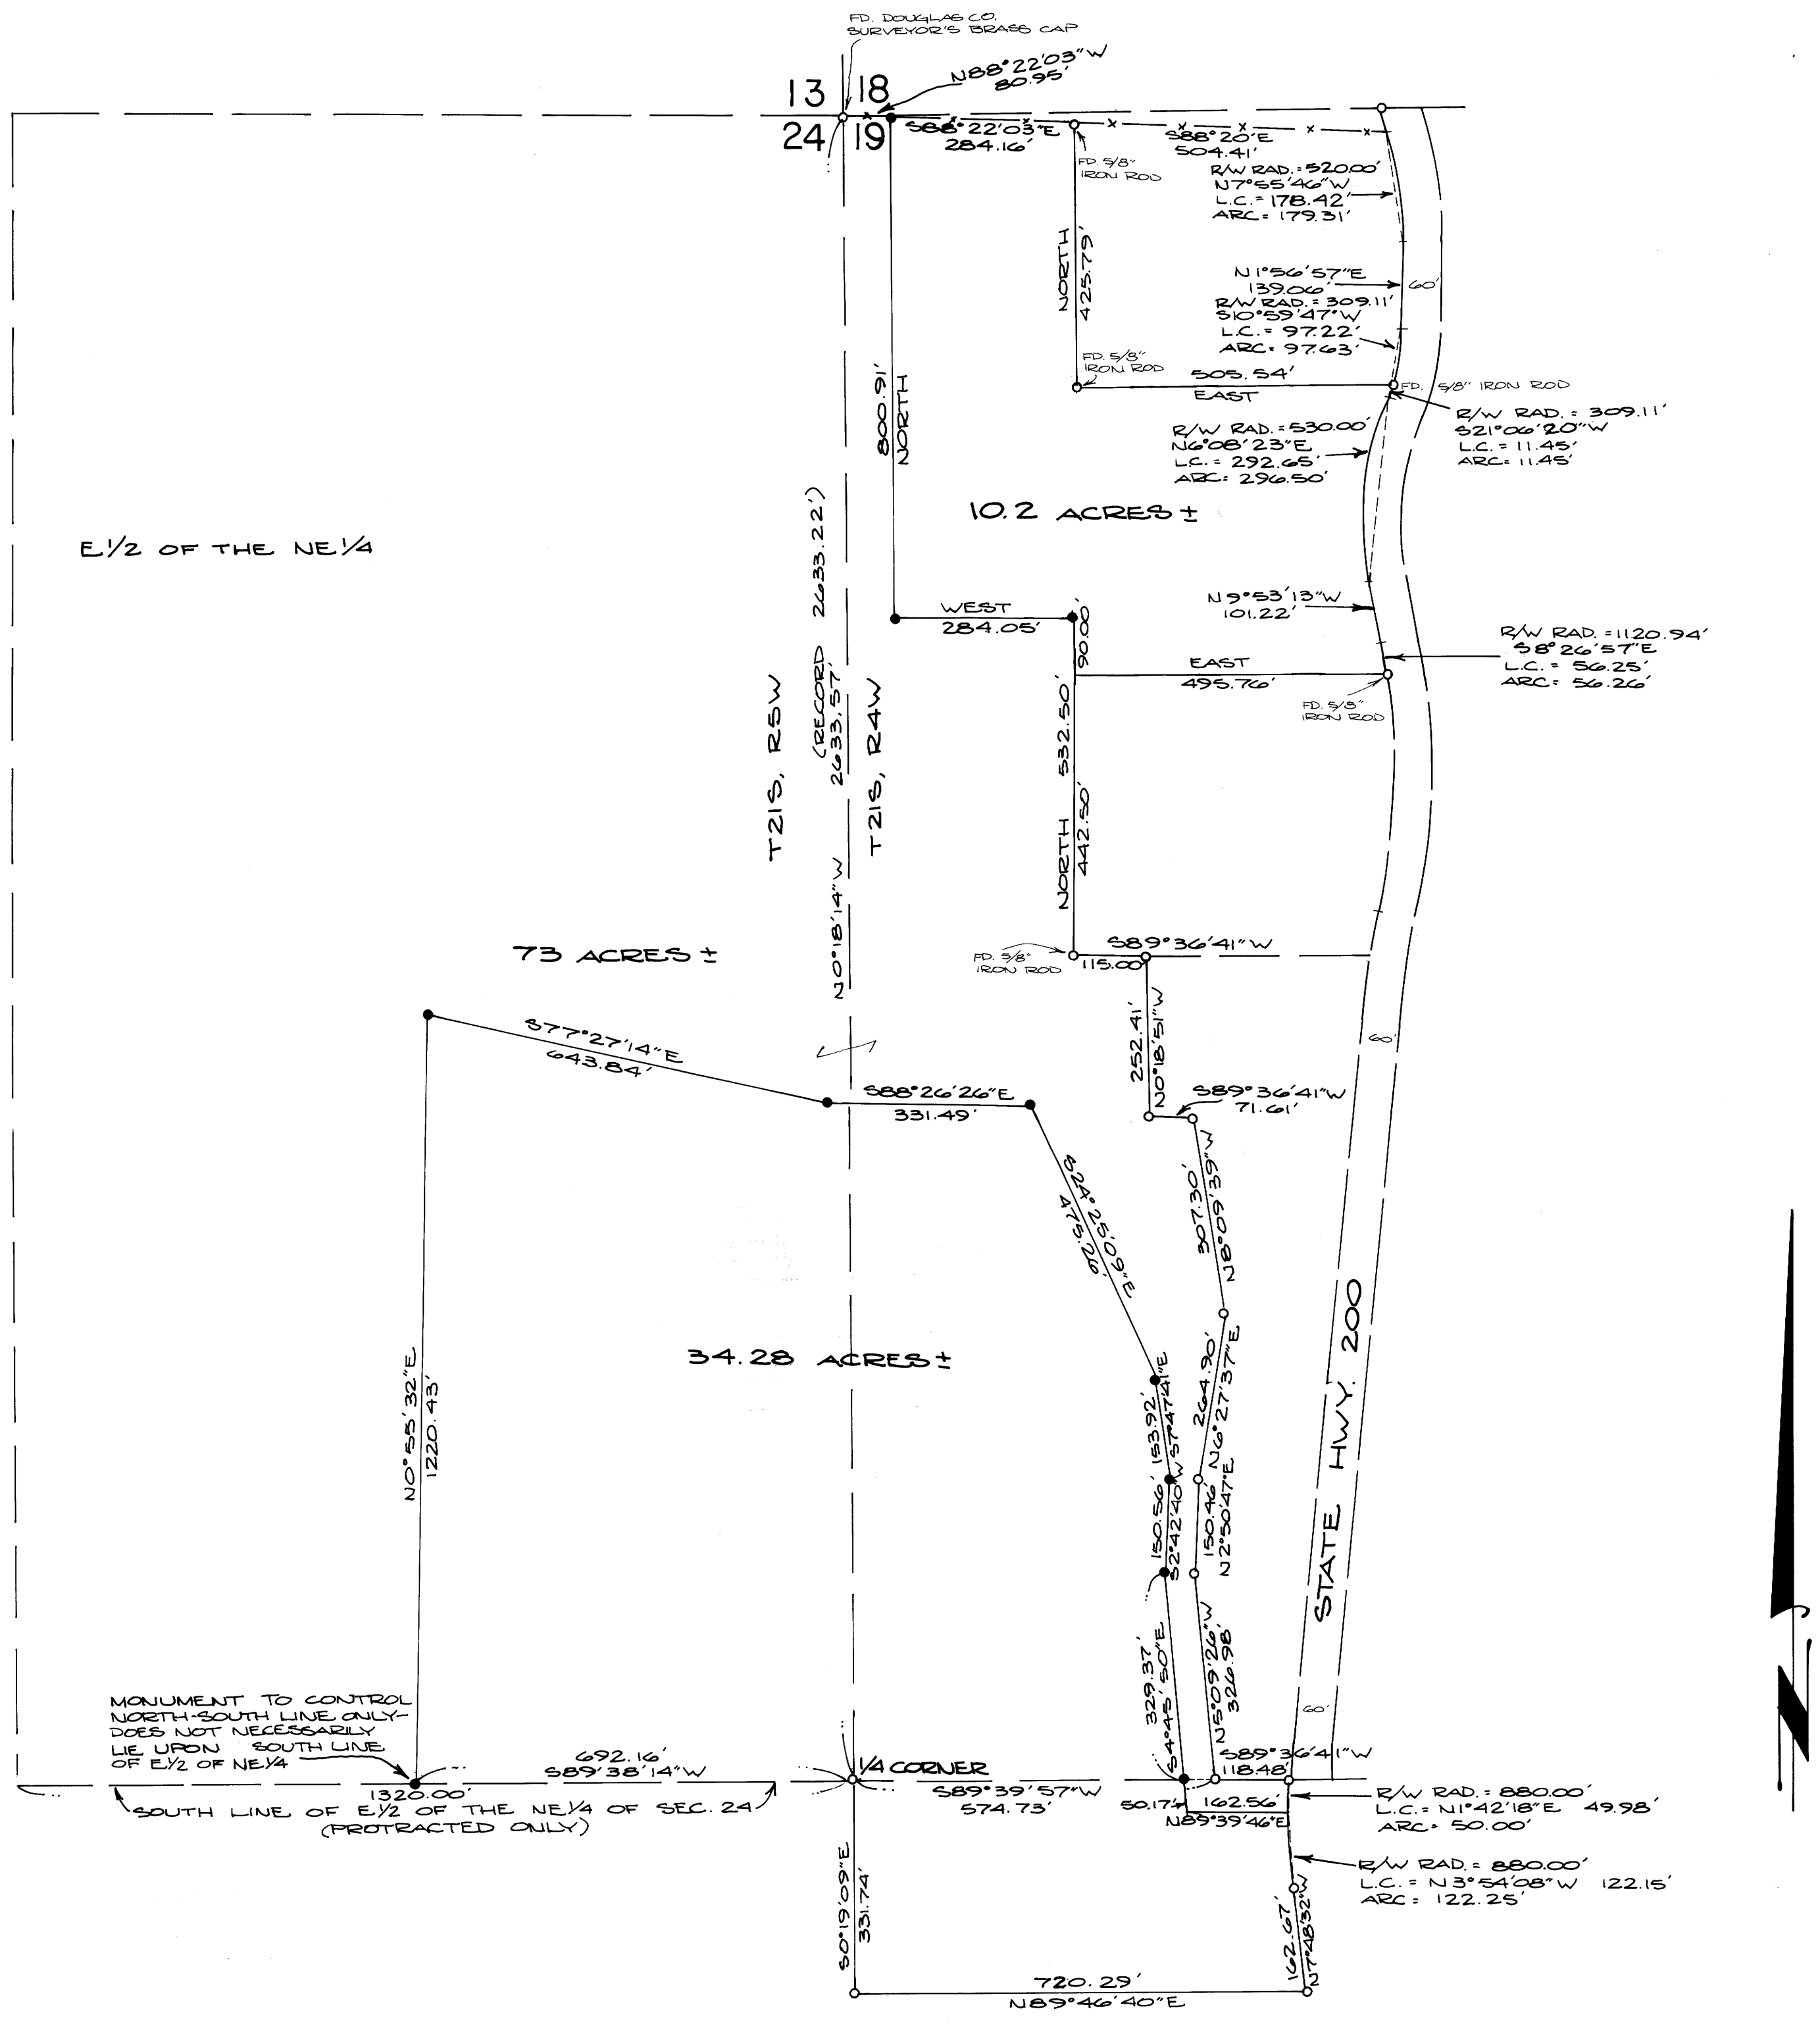 FD. DOUGLAS CO.
SURVEYOR'S BRASS CAP
N88°22'03"W
80.95'
13 18
24 19
S88°22'03"E
284.16'
S88°20'E
504.41'
FD. 5/8"
IRON ROD
R/W RAD. = 520.00'
N7°55'46"W
L.C. = 178.42'
ARC = 179.31'
NORTH
425.79'
N1°56'57"E
139.06'
60'
R/W RAD. = 309.11'
S10°59'47"W
L.C. = 97.22'
ARC = 97.63'
FD. 5/8"
IRON ROD
505.54'
EAST
FD. 5/8" IRON ROD
R/W RAD. = 309.11'
S21°06'20"W
L.C. = 11.45'
ARC = 11.45'
800.91'
NORTH
R/W RAD. = 530.00'
N6°08'23"E
L.C. = 292.65'
ARC = 296.50'
10.2 ACRES ±
E1/2 OF THE NE1/4
(RECORD 2633.22')
N0°18'14"W 2633.57'
T21S, R5W
T21S, R4W
WEST
284.05'
90.00'
N9°53'13"W
101.22'
R/W RAD. = 1120.94'
S8°26'57"E
L.C. = 56.25'
ARC = 56.26'
EAST
495.76'
FD. 5/8"
IRON ROD
NORTH 532.50'
442.50'
73 ACRES ±
FD. 5/8"
IRON ROD
S89°36'41"W
115.00'
252.41'
N0°18'51"W
60'
S77°27'14"E
643.84'
S88°26'26"E
331.49'
S89°36'41"W
71.61'
S24°25'09"E
475.26'
307.30'
N8°09'39"W
34.28 ACRES ±
264.90'
N6°27'37"E
STATE HWY. 200
N0°55'32"E
1220.43'
153.92'
S7°47'41"E
150.56'
S2°42'40"W
150.46'
N2°50'47"E
329.37'
S4°45'50"E
N5°09'26"W
326.98'
60'
MONUMENT TO CONTROL
NORTH-SOUTH LINE ONLY-
DOES NOT NECESSARILY
LIE UPON SOUTH LINE
OF E1/2 OF NE1/4
692.16'
S89°38'14"W
1/4 CORNER
S89°36'41"W
118.48'
1320.00'
SOUTH LINE OF E1/2 OF THE NE1/4 OF SEC. 24
(PROTRACTED ONLY)
S89°39'57"W
574.73'
50.17'
162.56'
N89°39'46"E
R/W RAD. = 880.00'
L.C. = N1°42'18"E 49.98'
ARC = 50.00'
S0°19'09"E
331.74'
R/W RAD. = 880.00'
L.C. = N3°54'08"W 122.15'
ARC = 122.25'
162.67'
N7°48'32"W
720.29'
N89°46'40"E
N